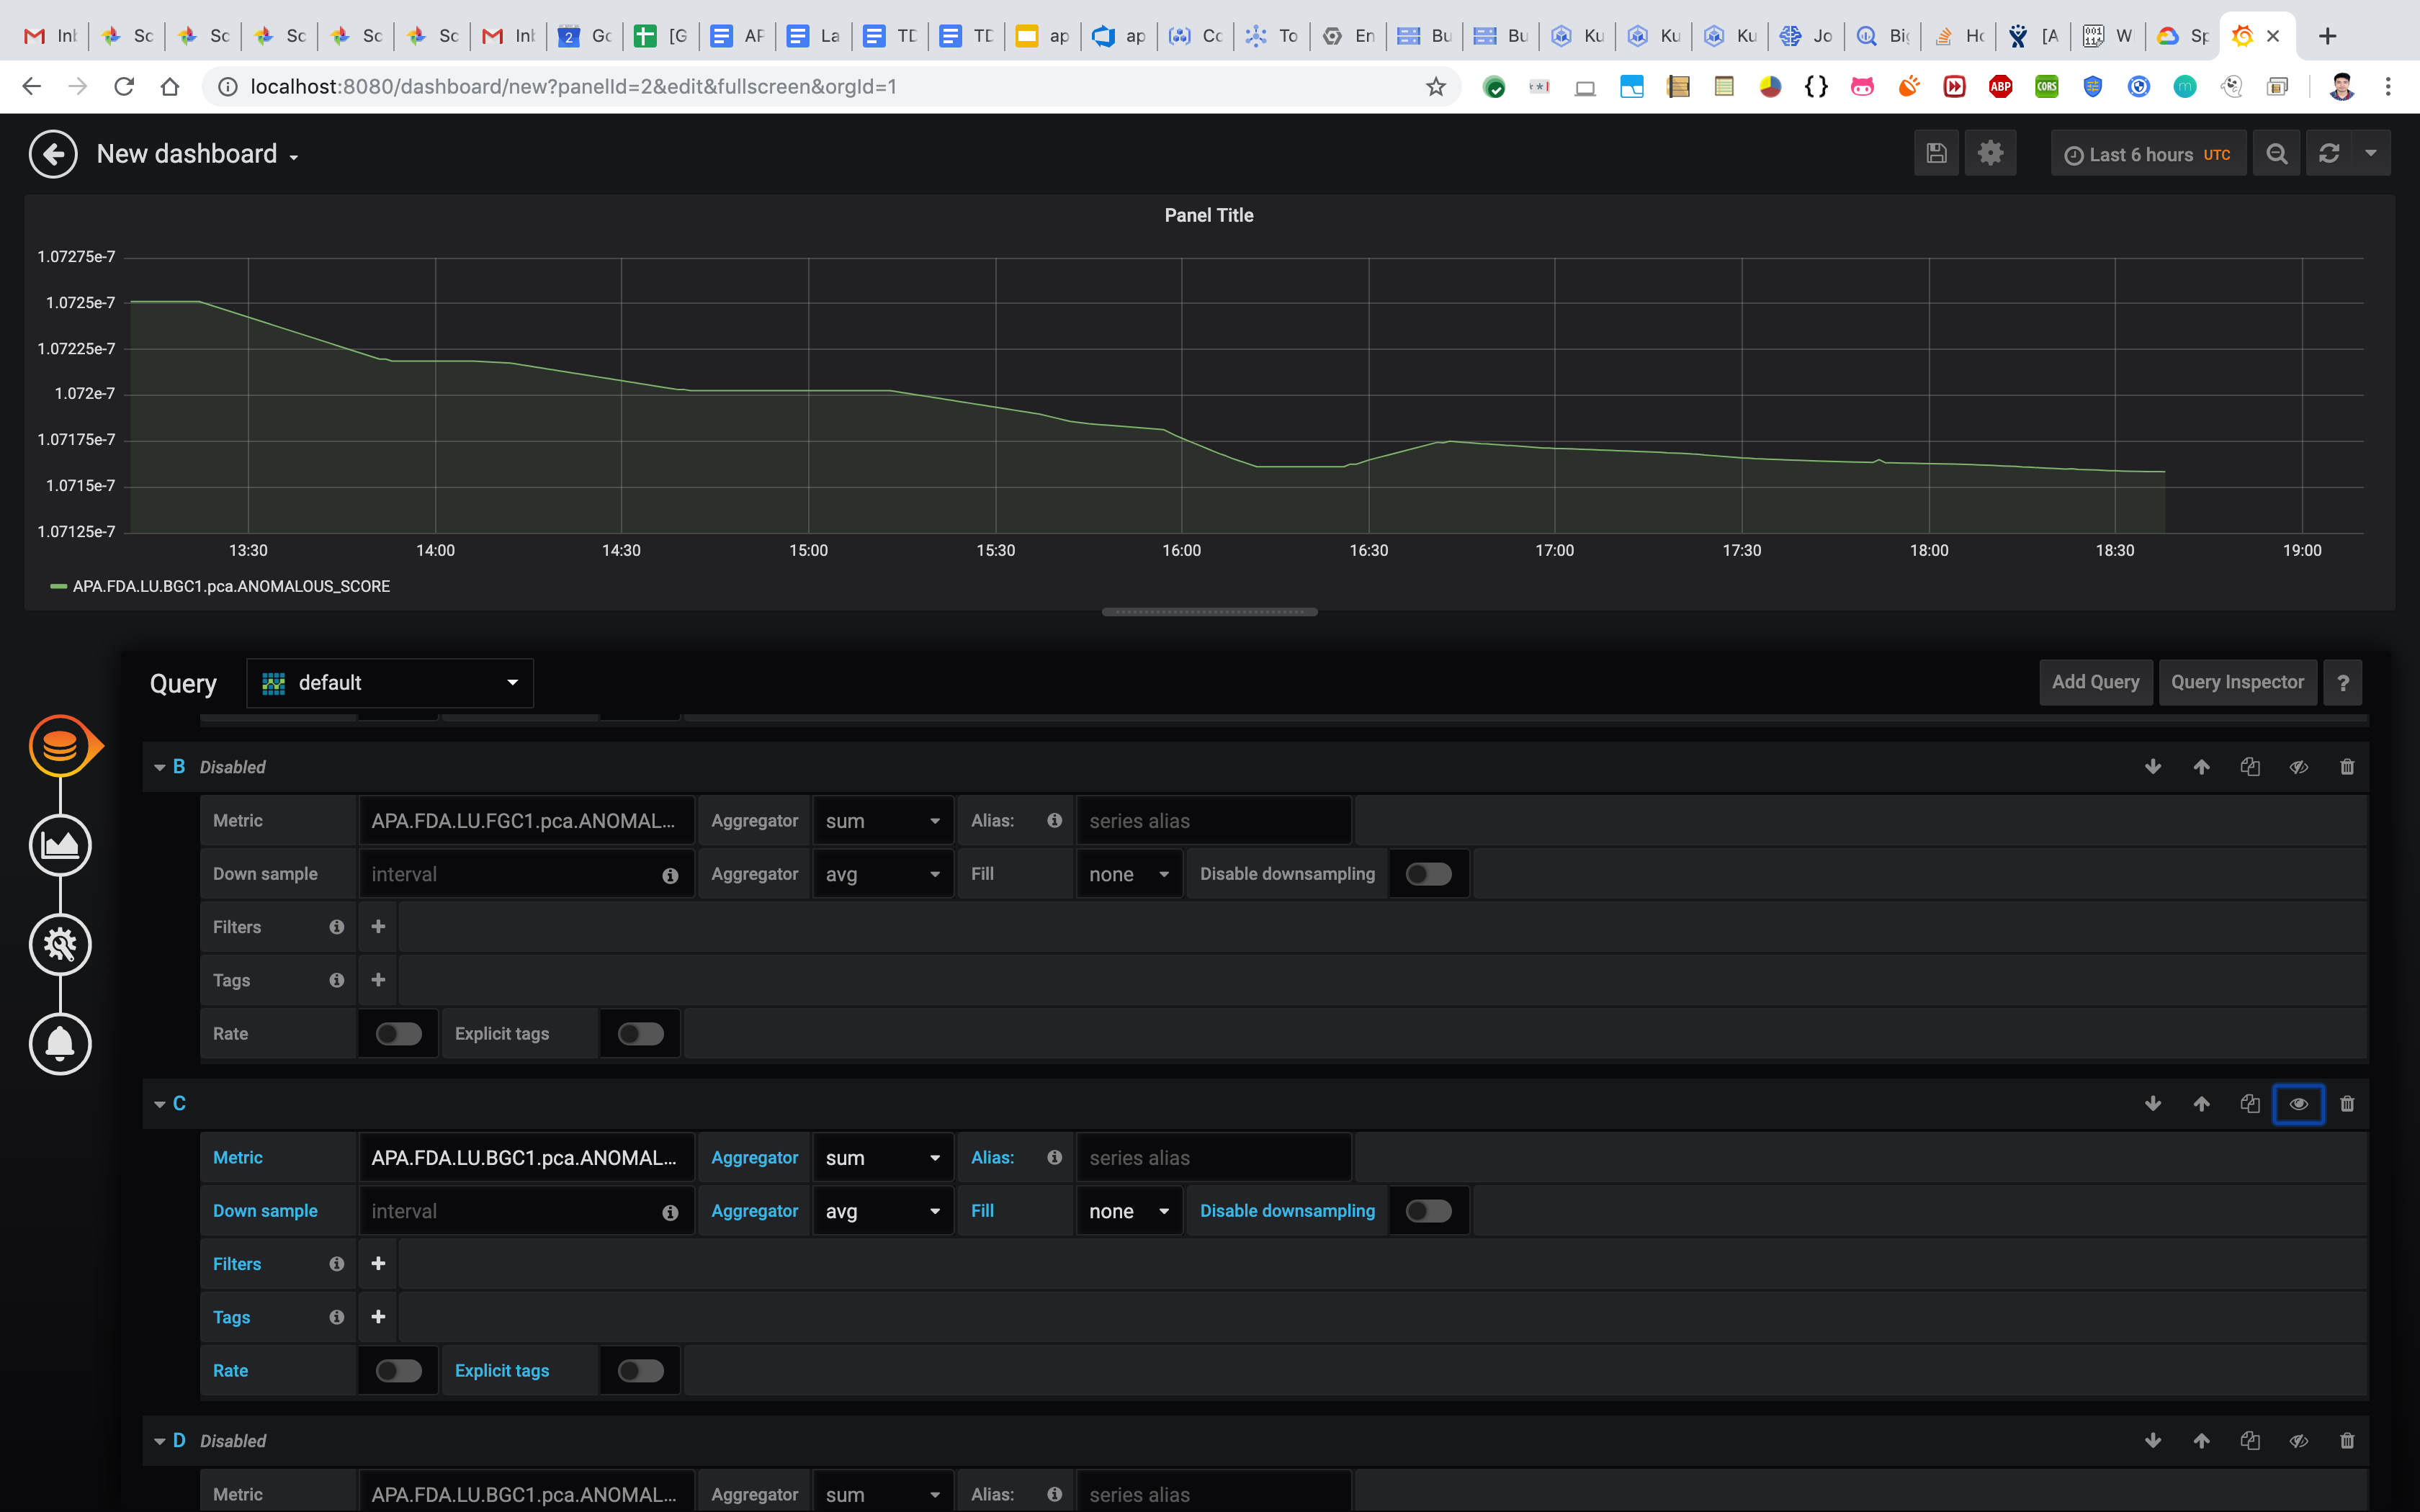 Inb Sc Sc Sc Sc Sc Inb 2 Go [G AP La TD TD ap ap Cc To En Bu Bu Ku Ku Ku Jo Big Ho [A W Sp
localhost:8080/dashboard/new?panelId=2&edit&fullscreen&orgId=1
ABP CORS m
New dashboard
Last 6 hours UTC
Panel Title
1.07275e-7
1.0725e-7
1.07225e-7
1.072e-7
1.07175e-7
1.0715e-7
1.07125e-7
13:30 14:00 14:30 15:00 15:30 16:00 16:30 17:00 17:30 18:00 18:30 19:00
APA.FDA.LU.BGC1.pca.ANOMALOUS_SCORE
Query default Add Query Query Inspector ?
B Disabled
Metric APA.FDA.LU.FGC1.pca.ANOMAL... Aggregator sum Alias: series alias
Down sample interval Aggregator avg Fill none Disable downsampling
Filters +
Tags +
Rate Explicit tags
C
Metric APA.FDA.LU.BGC1.pca.ANOMAL... Aggregator sum Alias: series alias
Down sample interval Aggregator avg Fill none Disable downsampling
Filters +
Tags +
Rate Explicit tags
D Disabled
Metric APA.FDA.LU.BGC1.pca.ANOMAL... Aggregator sum Alias: series alias